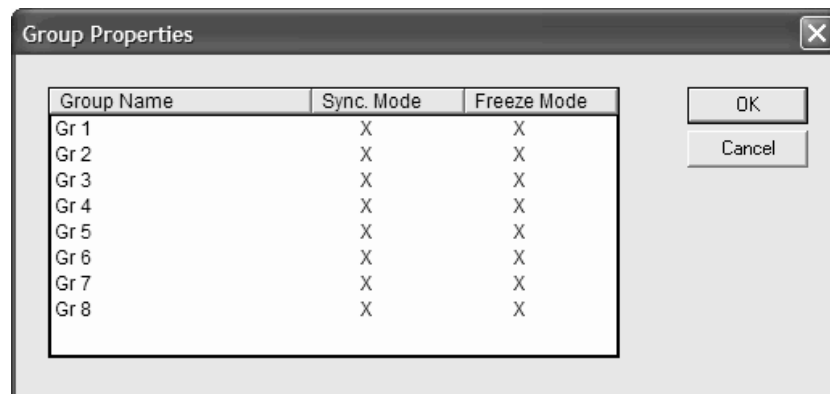 Group Properties
Group Name Sync. Mode Freeze Mode
Gr 1 X X
Gr 2 X X
Gr 3 X X
Gr 4 X X
Gr 5 X X
Gr 6 X X
Gr 7 X X
Gr 8 X X
OK
Cancel